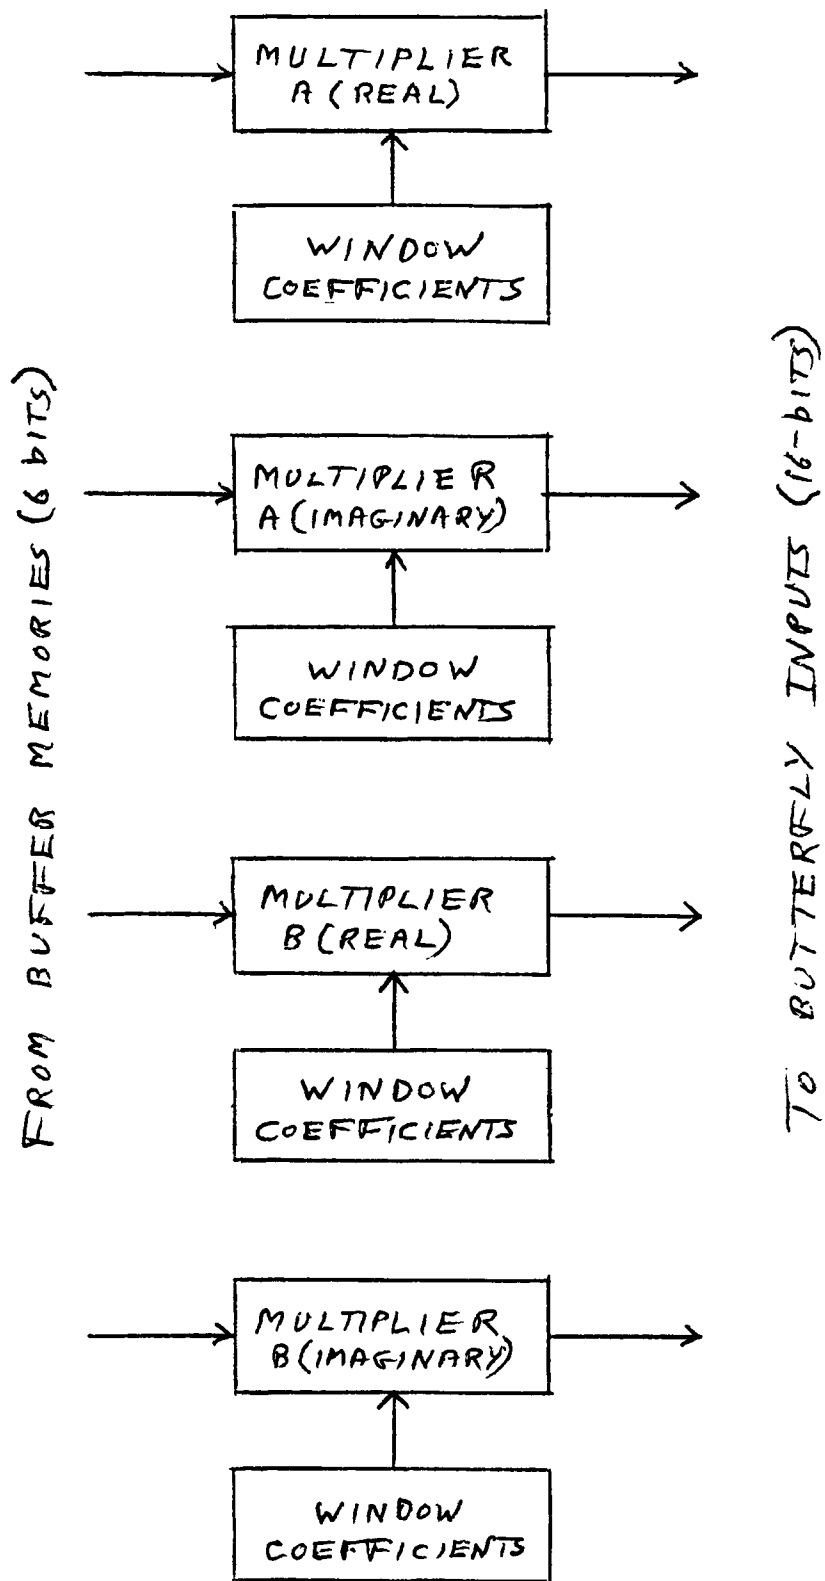 MULTIPLIER
A (REAL)
WINDOW
COEFFICIENTS
MULTIPLIER
A (IMAGINARY)
WINDOW
COEFFICIENTS
MULTIPLIER
B (REAL)
WINDOW
COEFFICIENTS
MULTIPLIER
B (IMAGINARY)
WINDOW
COEFFICIENTS
FROM BUFFER MEMORIES (6 bITS)
TO BUTTERFLY INPUTS (16-bITS)